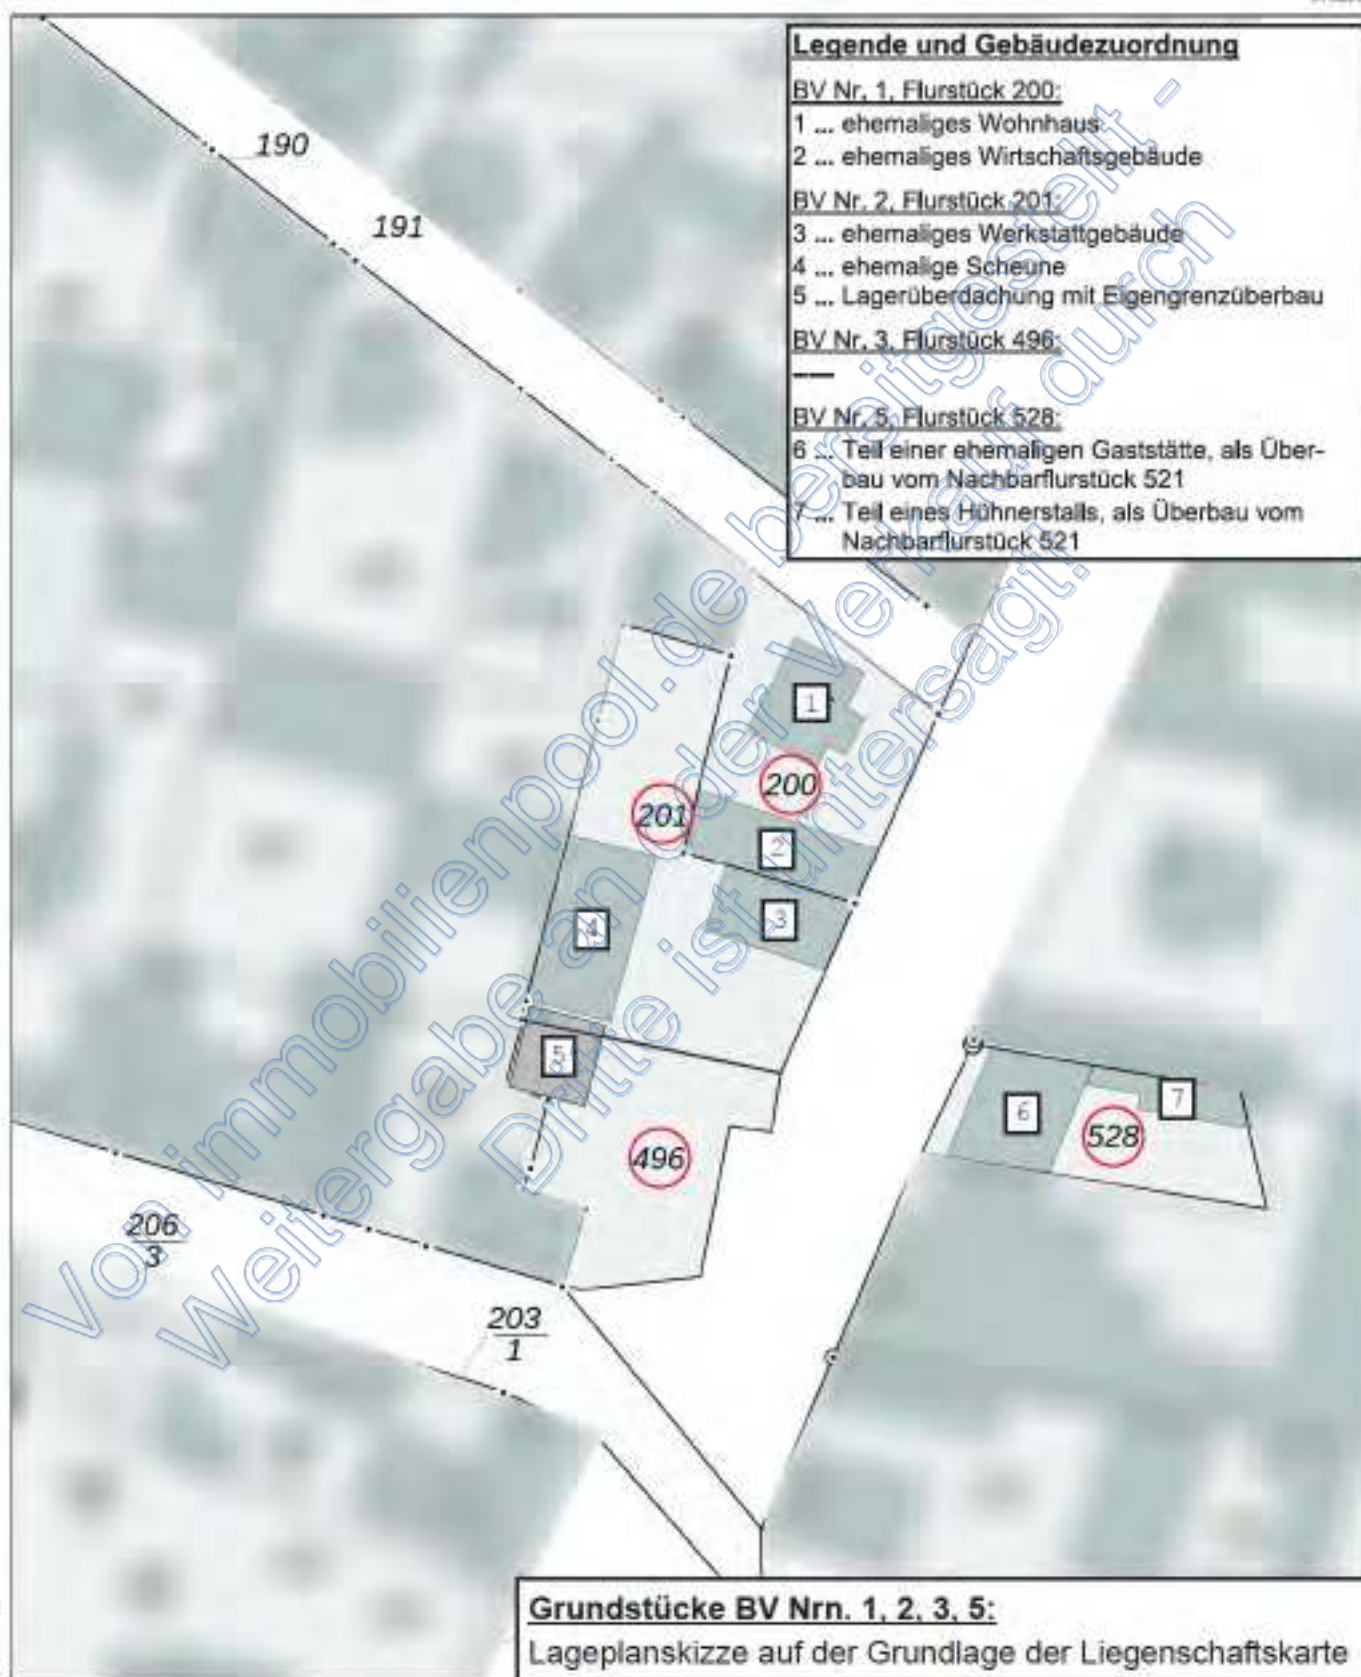 Legende und Gebäudezuordnung
BV Nr. 1, Flurstück 200:
1 ... ehemaliges Wohnhaus
2 ... ehemaliges Wirtschaftsgebäude
BV Nr. 2, Flurstück 201:
3 ... ehemaliges Werkstattgebäude
4 ... ehemalige Scheune
5 ... Lagerüberdachung mit Eigengrenzüberbau
BV Nr. 3, Flurstück 496:
---
BV Nr. 5, Flurstück 528:
6 ... Teil einer ehemaligen Gaststätte, als Über-
bau vom Nachbarflurstück 521
7 ... Teil eines Hühnerstalls, als Überbau vom
Nachbarflurstück 521
190
191
1
200
201
2
3
4
5
6
7
528
496
206
3
203
1
Von immobilienpool.de bereitgestellt -
Weitergabe an oder Verkauf durch
Dritte ist untersagt!
Grundstücke BV Nrn. 1, 2, 3, 5:
Lageplanskizze auf der Grundlage der Liegenschaftskarte